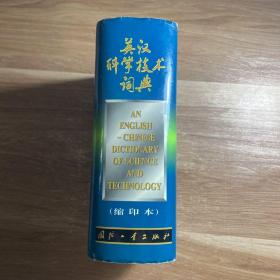 英汉
科学技术
词典
AN
ENGLISH
-CHINESE
DICTIONARY
OF SCIENCE
AND
TECHNOLOGY
(缩印本)
国防工业出版社